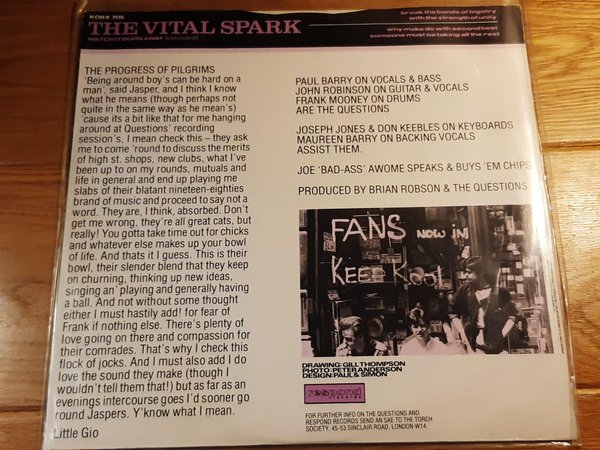 KOBX 705
THE VITAL SPARK
WATCH IT BURN AWAY (extended)
break the bonds of bigotry
with the strength of unity
why make do with second best
someone must be taking all the rest
THE PROGRESS OF PILGRIMS
'Being around boy's can be hard on a
man', said Jasper, and I think I know
what he means (though perhaps not
quite in the same way as he mean's)
'cause its a bit like that for me hanging
around at Questions' recording
session's, I mean check this – they ask
me to come 'round to discuss the merits
of high st. shops, new clubs, what I've
been up to on my rounds, mutuals and
life in general and end up playing me
slabs of their blatant nineteen-eighties
brand of music and proceed to say not a
word. They are, I think, absorbed. Don't
get me wrong, they're all great cats, but
really! You gotta take time out for chicks
and whatever else makes up your bowl
of life. And thats it I guess. This is their
bowl, their slender blend that they keep
on churning, thinking up new ideas,
singing an' playing and generally having
a ball. And not without some thought
either I must hastily add! for fear of
Frank if nothing else. There's plenty of
love going on there and compassion for
their comrades. That's why I check this
flock of jocks. And I must also add I do
love the sound they make (though I
wouldn't tell them that!) but as far as an
evenings intercourse goes I'd sooner go
round Jaspers. Y'know what I mean.
Little Gio
PAUL BARRY ON VOCALS & BASS
JOHN ROBINSON ON GUITAR & VOCALS
FRANK MOONEY ON DRUMS
ARE THE QUESTIONS
JOSEPH JONES & DON KEEBLES ON KEYBOARDS
MAUREEN BARRY ON BACKING VOCALS
ASSIST THEM.
JOE 'BAD-ASS' AWOME SPEAKS & BUYS 'EM CHIPS
PRODUCED BY BRIAN ROBSON & THE QUESTIONS
FANS NOW IN
KEEP KOOL
DRAWING: GILL THOMPSON
PHOTO: PETER ANDERSON
DESIGN: PAUL & SIMON
respond
records
FOR FURTHER INFO ON THE QUESTIONS AND
RESPOND RECORDS SEND AN SAE TO THE TORCH
SOCIETY, 45-53 SINCLAIR ROAD, LONDON W14.